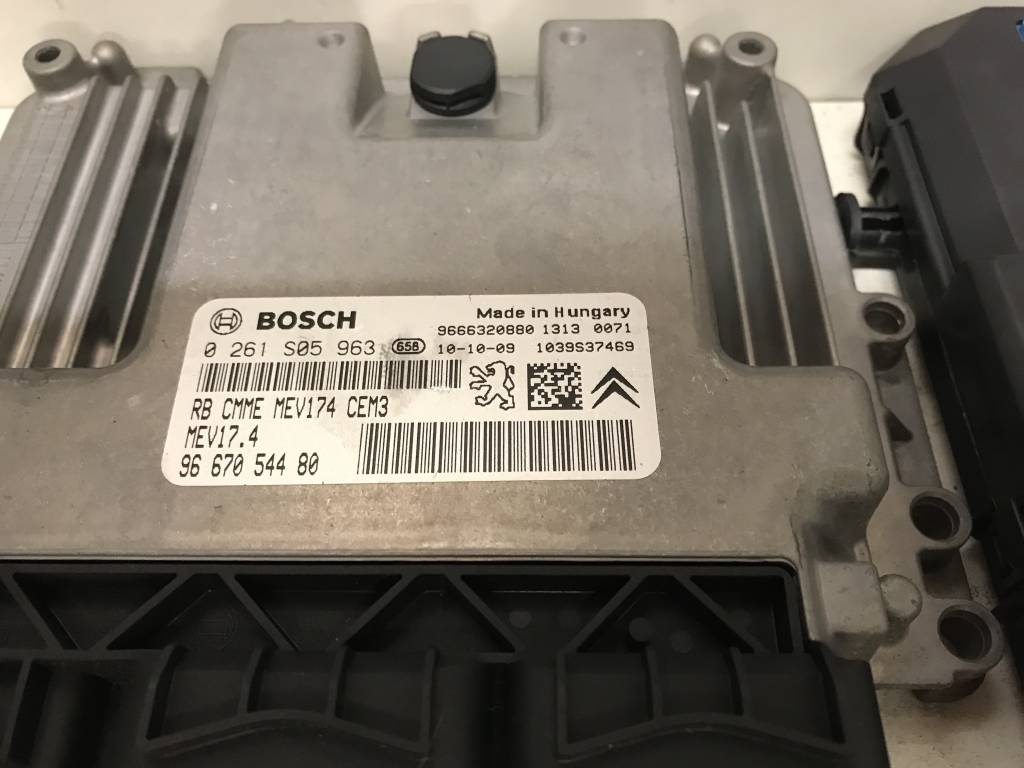 BOSCH
Made in Hungary
9666320880 1313 0071
0 261 S05 963 658 10-10-09 1039S37469
RB CMME MEV174 CEM3
MEV17.4
96 670 544 80